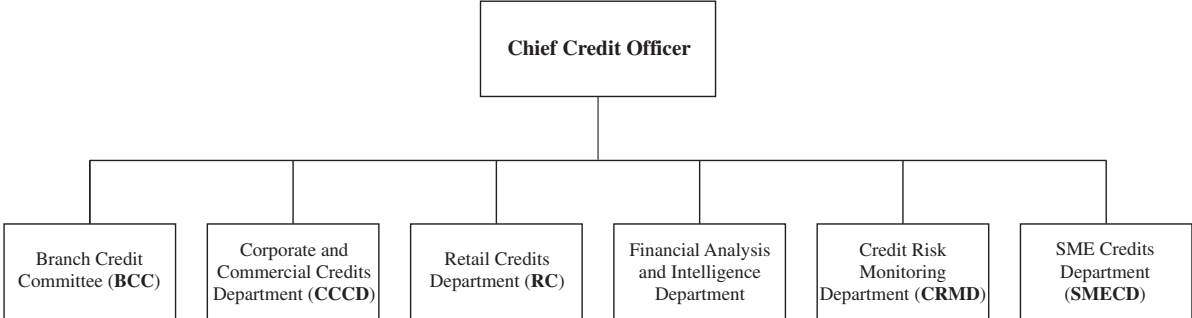 Chief Credit Officer
Branch Credit
Committee (BCC)
Corporate and
Commercial Credits
Department (CCCD)
Retail Credits
Department (RC)
Financial Analysis
and Intelligence
Department
Credit Risk
Monitoring
Department (CRMD)
SME Credits
Department
(SMECD)